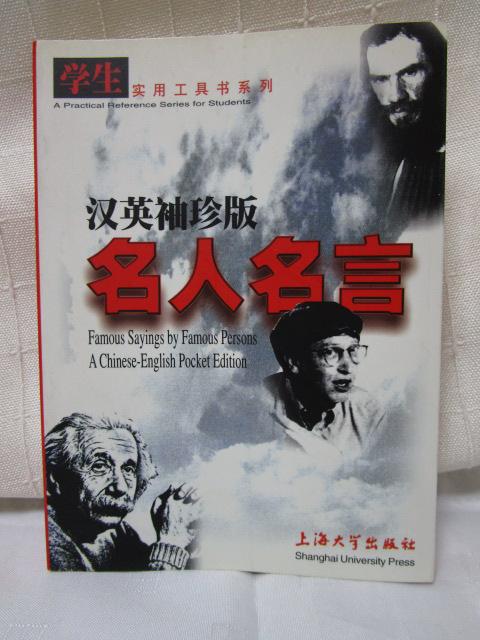 学生
实用工具书系列
A Practical Reference Series for Students
汉英袖珍版
名人名言
Famous Sayings by Famous Persons
A Chinese-English Pocket Edition
上海大学出版社
Shanghai University Press